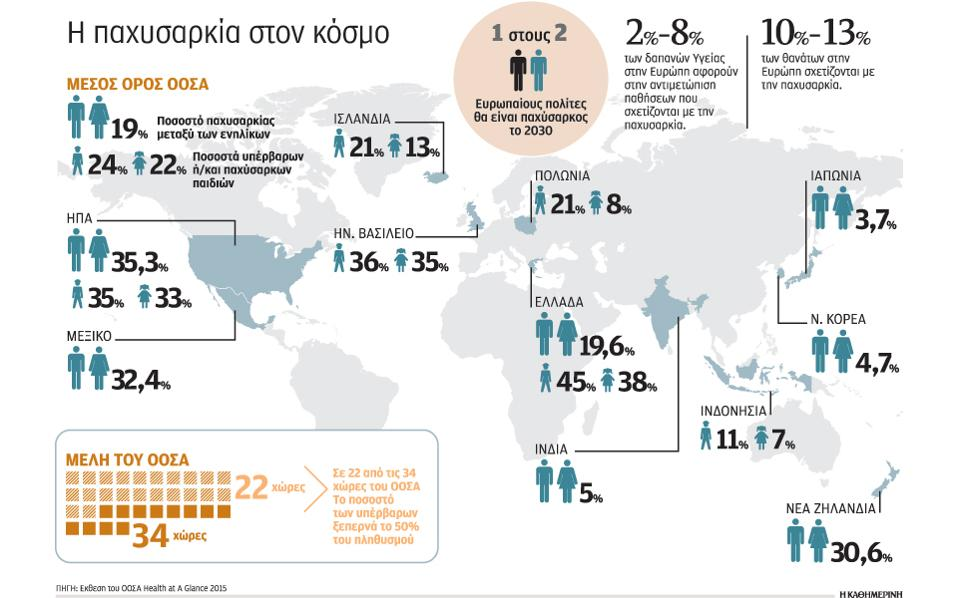 Η παχυσαρκία στον κόσμο
ΜΕΣΟΣ ΟΡΟΣ ΟΟΣΑ
19%
Ποσοστό παχυσαρκίας
μεταξύ των ενηλίκων
24% 22%
Ποσοστά υπέρβαρων
ή/και παχύσαρκων
παιδιών
1 στους 2
Ευρωπαίους πολίτες
θα είναι παχύσαρκος
το 2030
2%-8%
των δαπανών Υγείας
στην Ευρώπη αφορούν
στην αντιμετώπιση
παθήσεων που
σχετίζονται με την
παχυσαρκία.
10%-13%
των θανάτων στην
Ευρώπη σχετίζονται με
την παχυσαρκία.
ΙΣΛΑΝΔΙΑ
21% 13%
ΠΟΛΩΝΙΑ
21% 8%
ΙΑΠΩΝΙΑ
3,7%
ΗΠΑ
35,3%
35% 33%
ΗΝ. ΒΑΣΙΛΕΙΟ
36% 35%
ΕΛΛΑΔΑ
19,6%
45% 38%
Ν. ΚΟΡΕΑ
4,7%
ΜΕΞΙΚΟ
32,4%
ΙΝΔΟΝΗΣΙΑ
11% 7%
ΙΝΔΙΑ
5%
ΝΕΑ ΖΗΛΑΝΔΙΑ
30,6%
ΜΕΛΗ ΤΟΥ ΟΟΣΑ
22 χώρες
34 χώρες
Σε 22 από τις 34
χώρες του ΟΟΣΑ
Το ποσοστό
των υπέρβαρων
ξεπερνά το 50%
του πληθυσμού
ΠΗΓΗ: Εκθεση του ΟΟΣΑ Health at A Glance 2015
Η ΚΑΘΗΜΕΡΙΝΗ